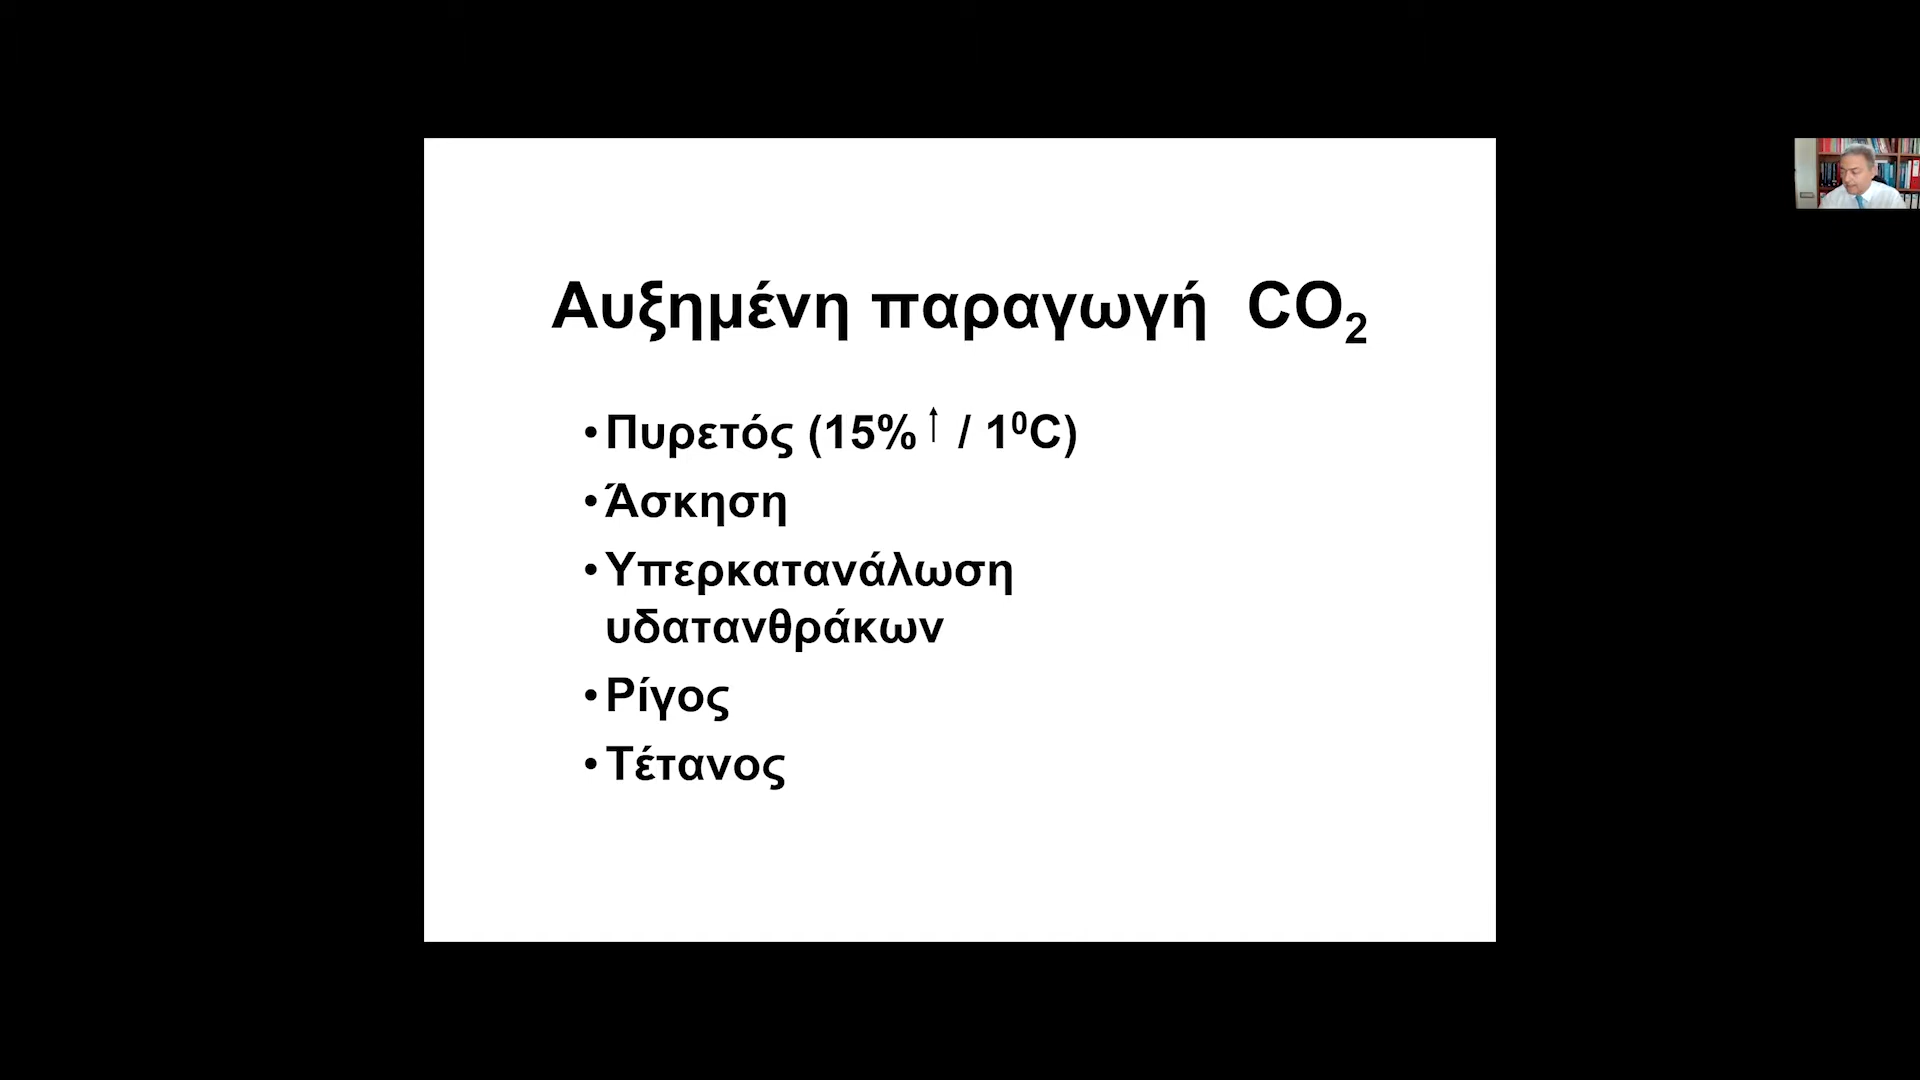 Αυξημένη παραγωγή CO₂
• Πυρετός (15% ↑ / 1⁰C)
• Άσκηση
• Υπερκατανάλωση
υδατανθράκων
• Ρίγος
• Τέτανος